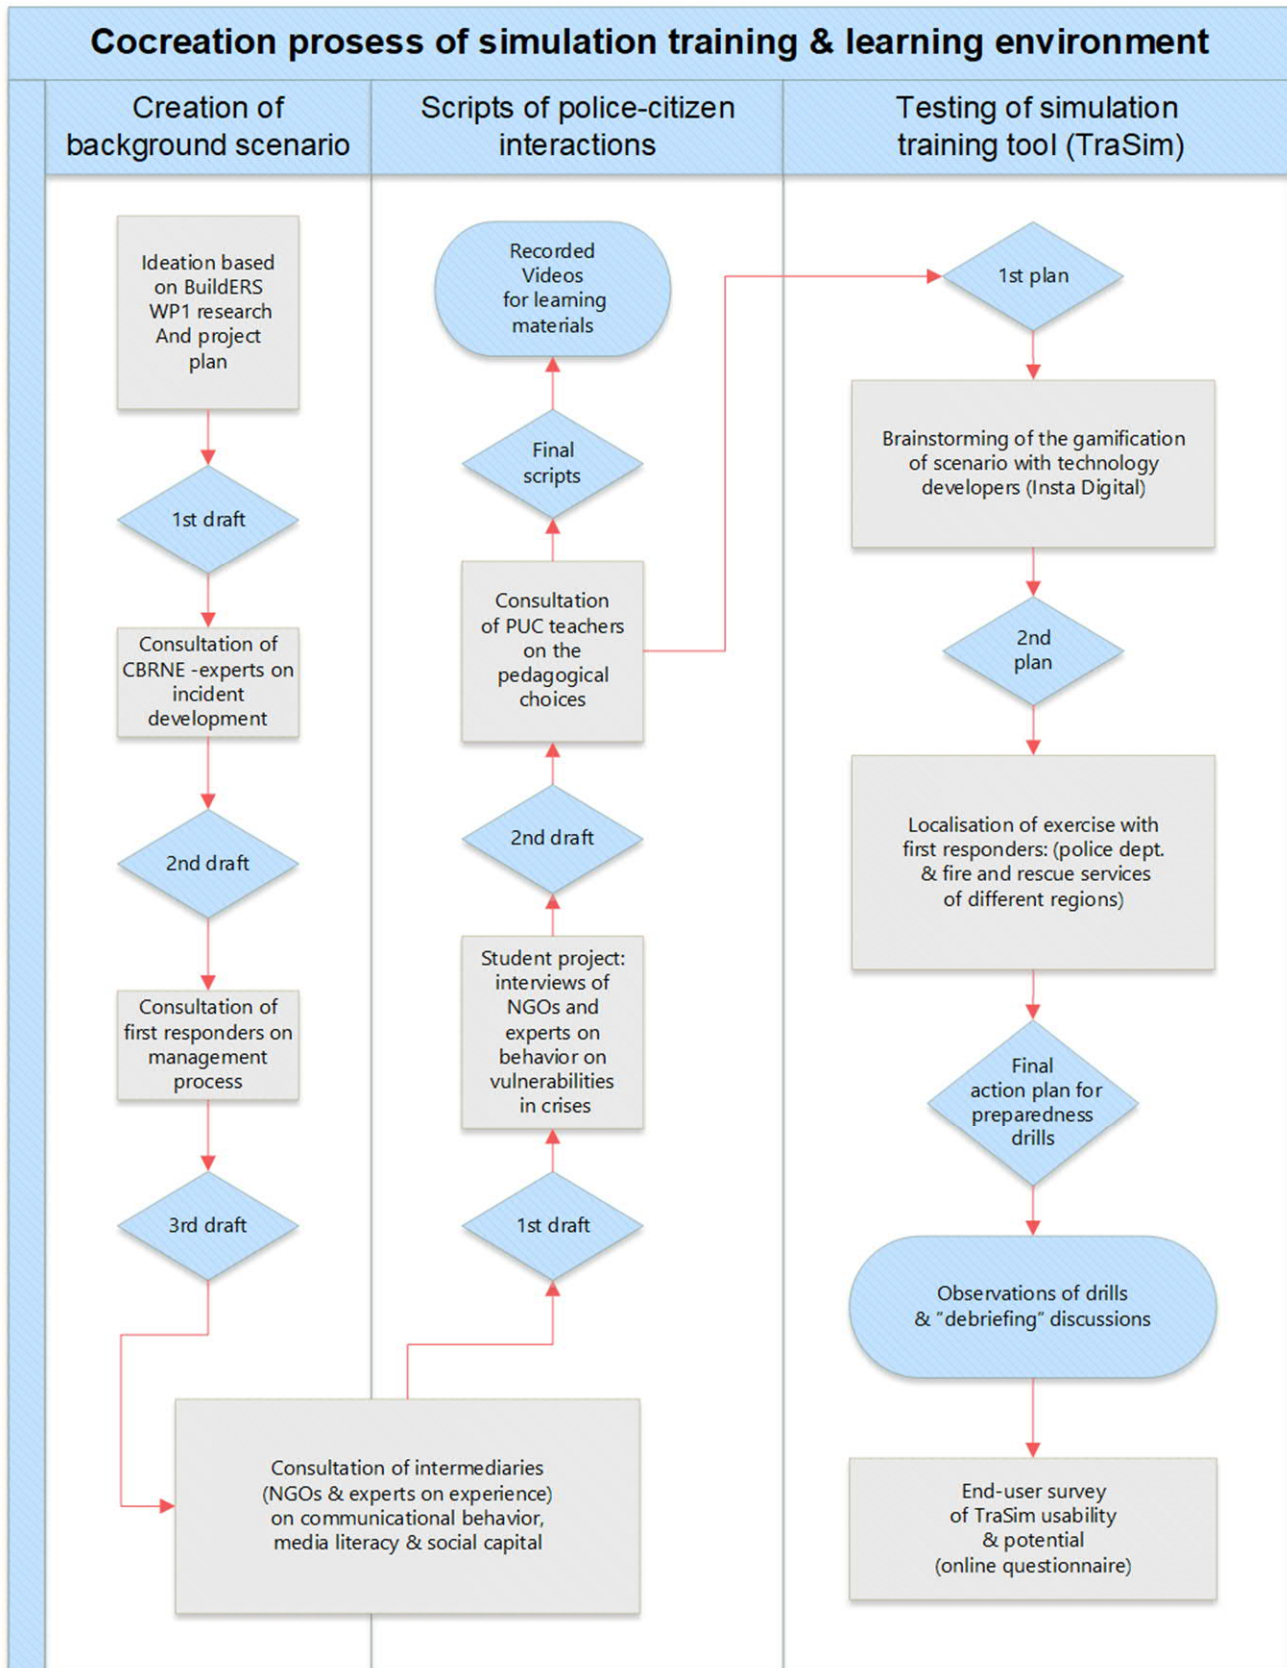 Cocreation prosess of simulation training & learning environment
Creation of
background scenario
Scripts of police-citizen
interactions
Testing of simulation
training tool (TraSim)
Ideation based
on BuildERS
WP1 research
And project
plan
1st draft
Consultation of
CBRNE -experts on
incident
development
2nd draft
Consultation of
first responders on
management
process
3rd draft
Consultation of intermediaries
(NGOs & experts on experience)
on communicational behavior,
media literacy & social capital
Recorded
Videos
for learning
materials
Final
scripts
Consultation
of PUC teachers
on the
pedagogical
choices
2nd draft
Student project:
interviews of
NGOs and
experts on
behavior on
vulnerabilities
in crises
1st draft
1st plan
Brainstorming of the gamification
of scenario with technology
developers (Insta Digital)
2nd
plan
Localisation of exercise with
first responders: (police dept.
& fire and rescue services
of different regions)
Final
action plan for
preparedness
drills
Observations of drills
& "debriefing" discussions
End-user survey
of TraSim usability
& potential
(online questionnaire)